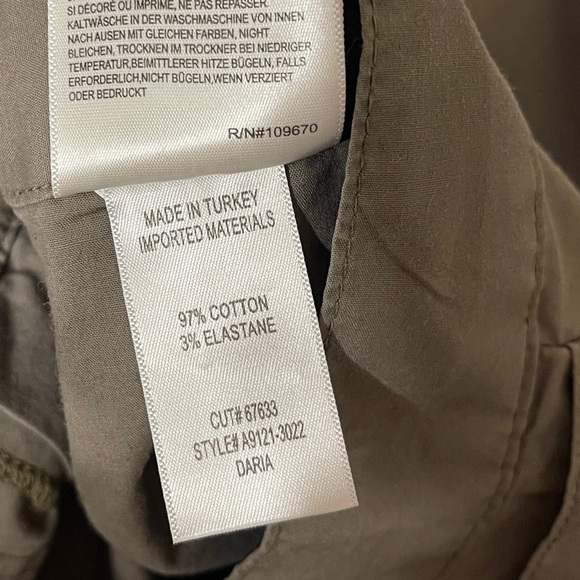 SI DÉCORÉ OU IMPRIMÉ, NE PAS REPASSER.
KALTWÄSCHE IN DER WASCHMASCHINE VON INNEN
NACH AUSEN MIT GLEICHEN FARBEN, NIGHT
BLEICHEN, TROCKNEN IM TROCKNER BEI NIEDRIGER
TEMPERATUR,BEIMITTLERER HITZE BÜGELN, FALLS
ERFORDERLICH,NICHT BÜGELN,WENN VERZIERT
ODER BEDRUCKT
R/N#109670
MADE IN TURKEY
IMPORTED MATERIALS
97% COTTON
3% ELASTANE
CUT# 67633
STYLE# A9121-3022
DARIA